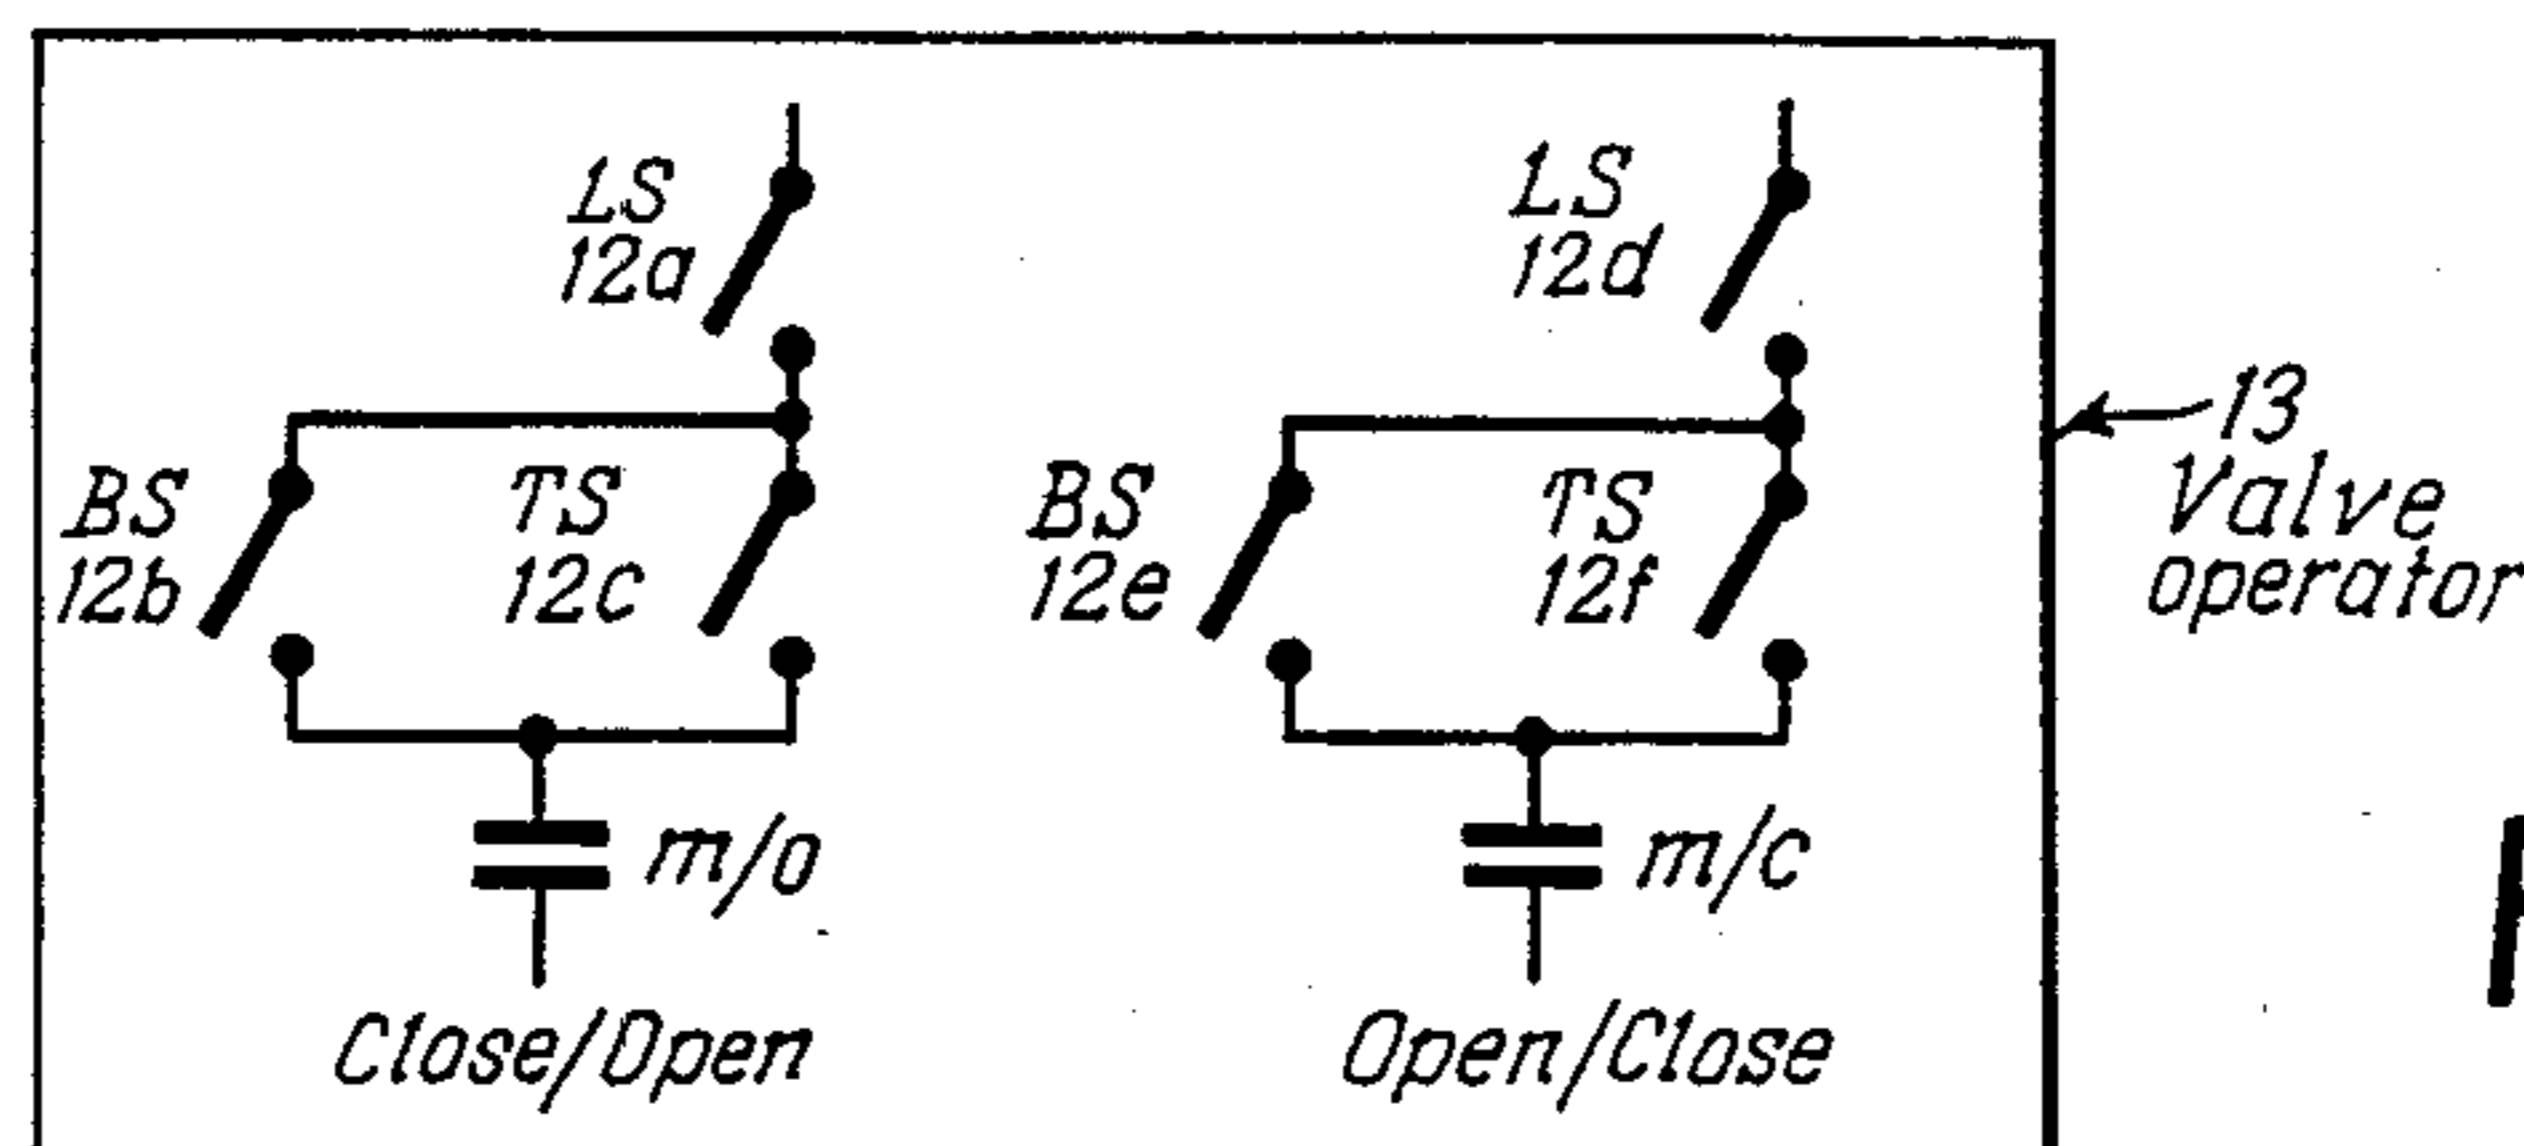 LS
12a
LS
12d
BS
12b
TS
12c
BS
12e
TS
12f
13
Valve
operator
m/o
m/c
Close/Open
Open/Close